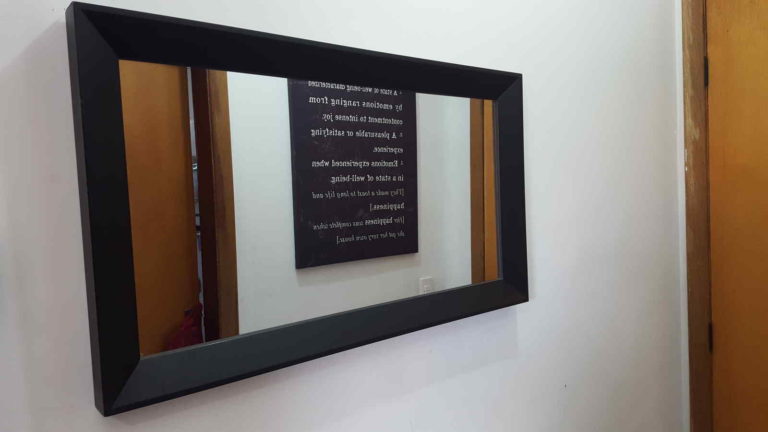 1. A state of well-being characterized
by emotions ranging from
contentment to intense joy.
2. A pleasurable or satisfying
experience.
3. Emotions experienced when
in a state of well-being.
[They made a toast to long life and
happiness].
[Her happiness was complete when
she got her very own house.]